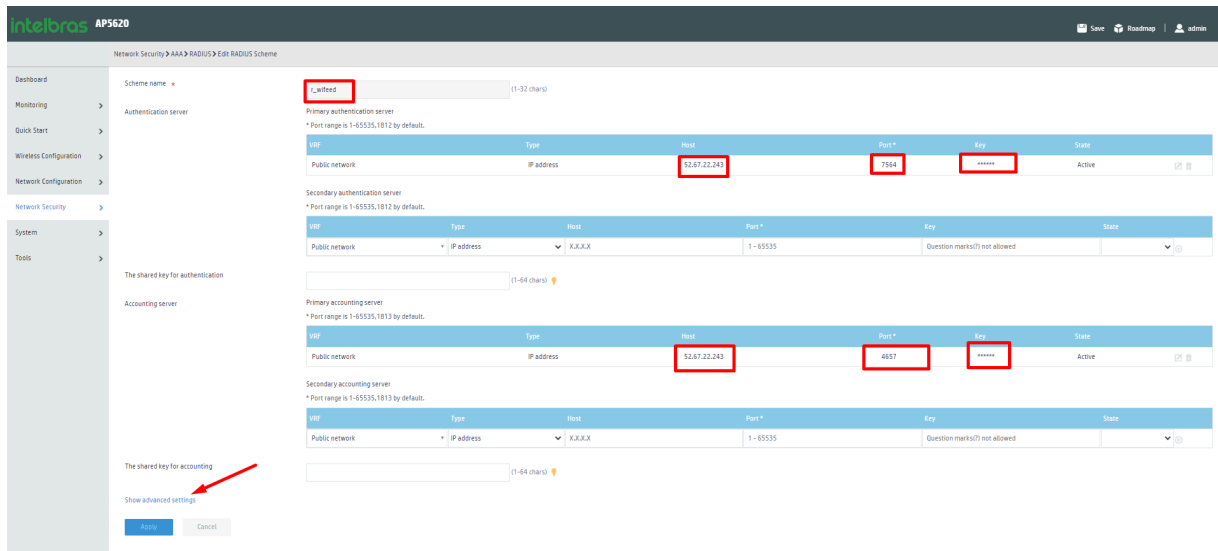 intelbras AP5620
Save Roadmap | admin
Network Security > AAA > RADIUS > Edit RADIUS Scheme
Dashboard
Monitoring
Quick Start
Wireless Configuration
Network Configuration
Network Security
System
Tools
Scheme name * r_wifeed (1-32 chars)
Authentication server
Primary authentication server
* Port range is 1-65535,1812 by default.
VRF Type Host Port * Key State
Public network IP address 52.67.22.243 7564 ****** Active
Secondary authentication server
* Port range is 1-65535,1812 by default.
VRF Type Host Port * Key State
Public network IP address X.X.X.X 1 - 65535 Question marks(?) not allowed
The shared key for authentication (1-64 chars)
Accounting server
Primary accounting server
* Port range is 1-65535,1813 by default.
VRF Type Host Port * Key State
Public network IP address 52.67.22.243 4657 ****** Active
Secondary accounting server
* Port range is 1-65535,1813 by default.
VRF Type Host Port * Key State
Public network IP address X.X.X.X 1 - 65535 Question marks(?) not allowed
The shared key for accounting (1-64 chars)
Show advanced settings
Apply Cancel